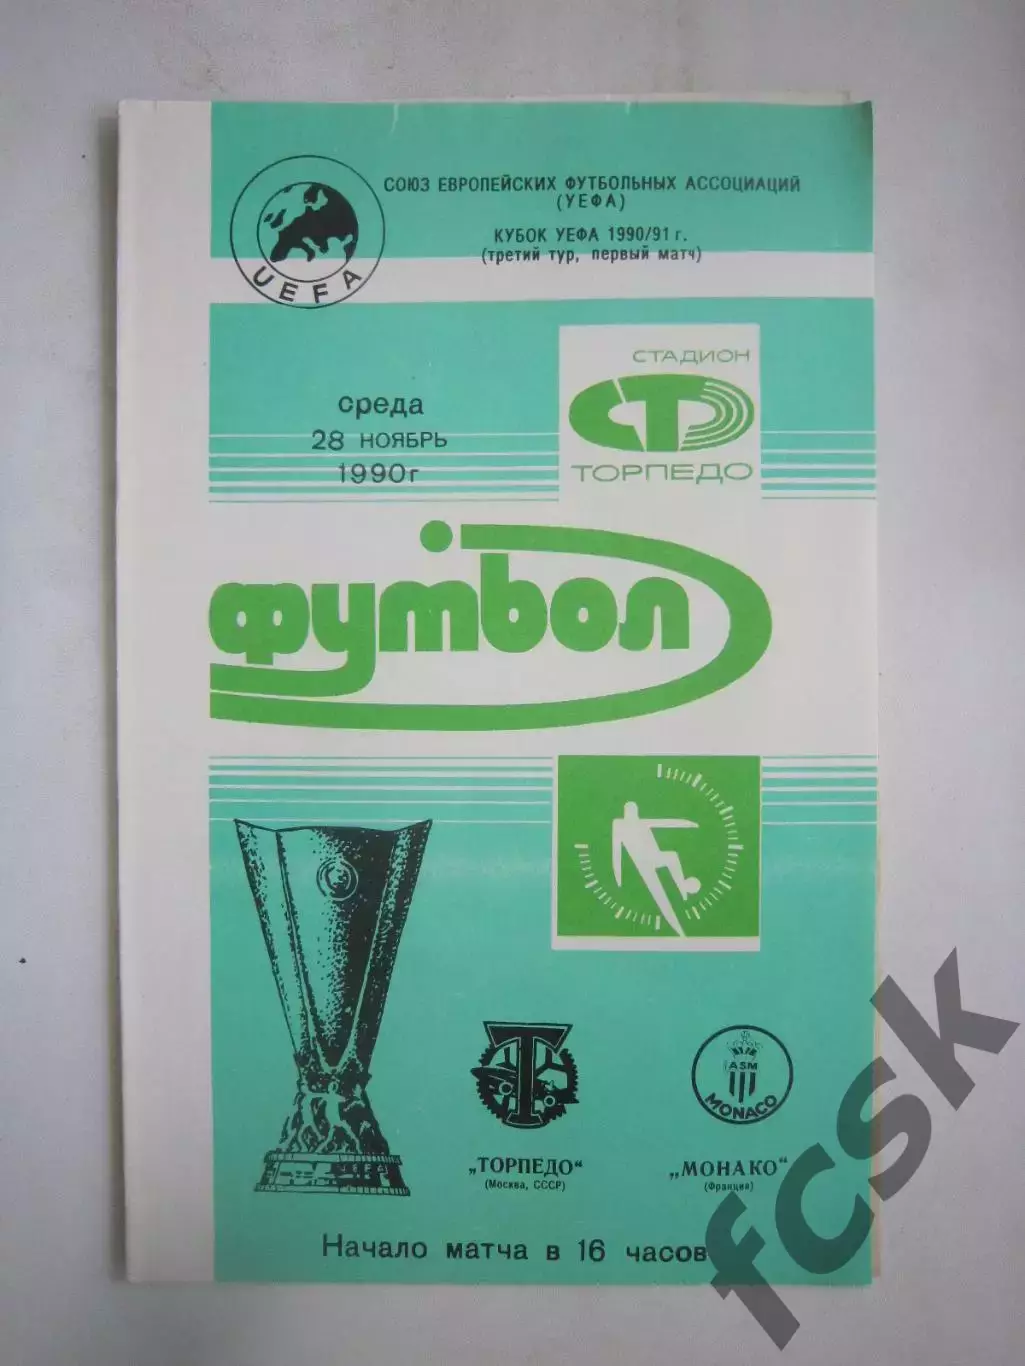 СОЮЗ ЕВРОПЕЙСКИХ ФУТБОЛЬНЫХ АССОЦИАЦИЙ
(УЕФА)
КУБОК УЕФА 1990/91 г.
(третий тур, первый матч)
UEFA
СТАДИОН
ТОРПЕДО
среда
28 НОЯБРЬ
1990г
футбол
UEFA
Т
ASM
MONACO
„ТОРПЕДО“
(Москва, СССР)
„МОНАКО“
(Франция)
Начало матча в 16 часов
fcsk